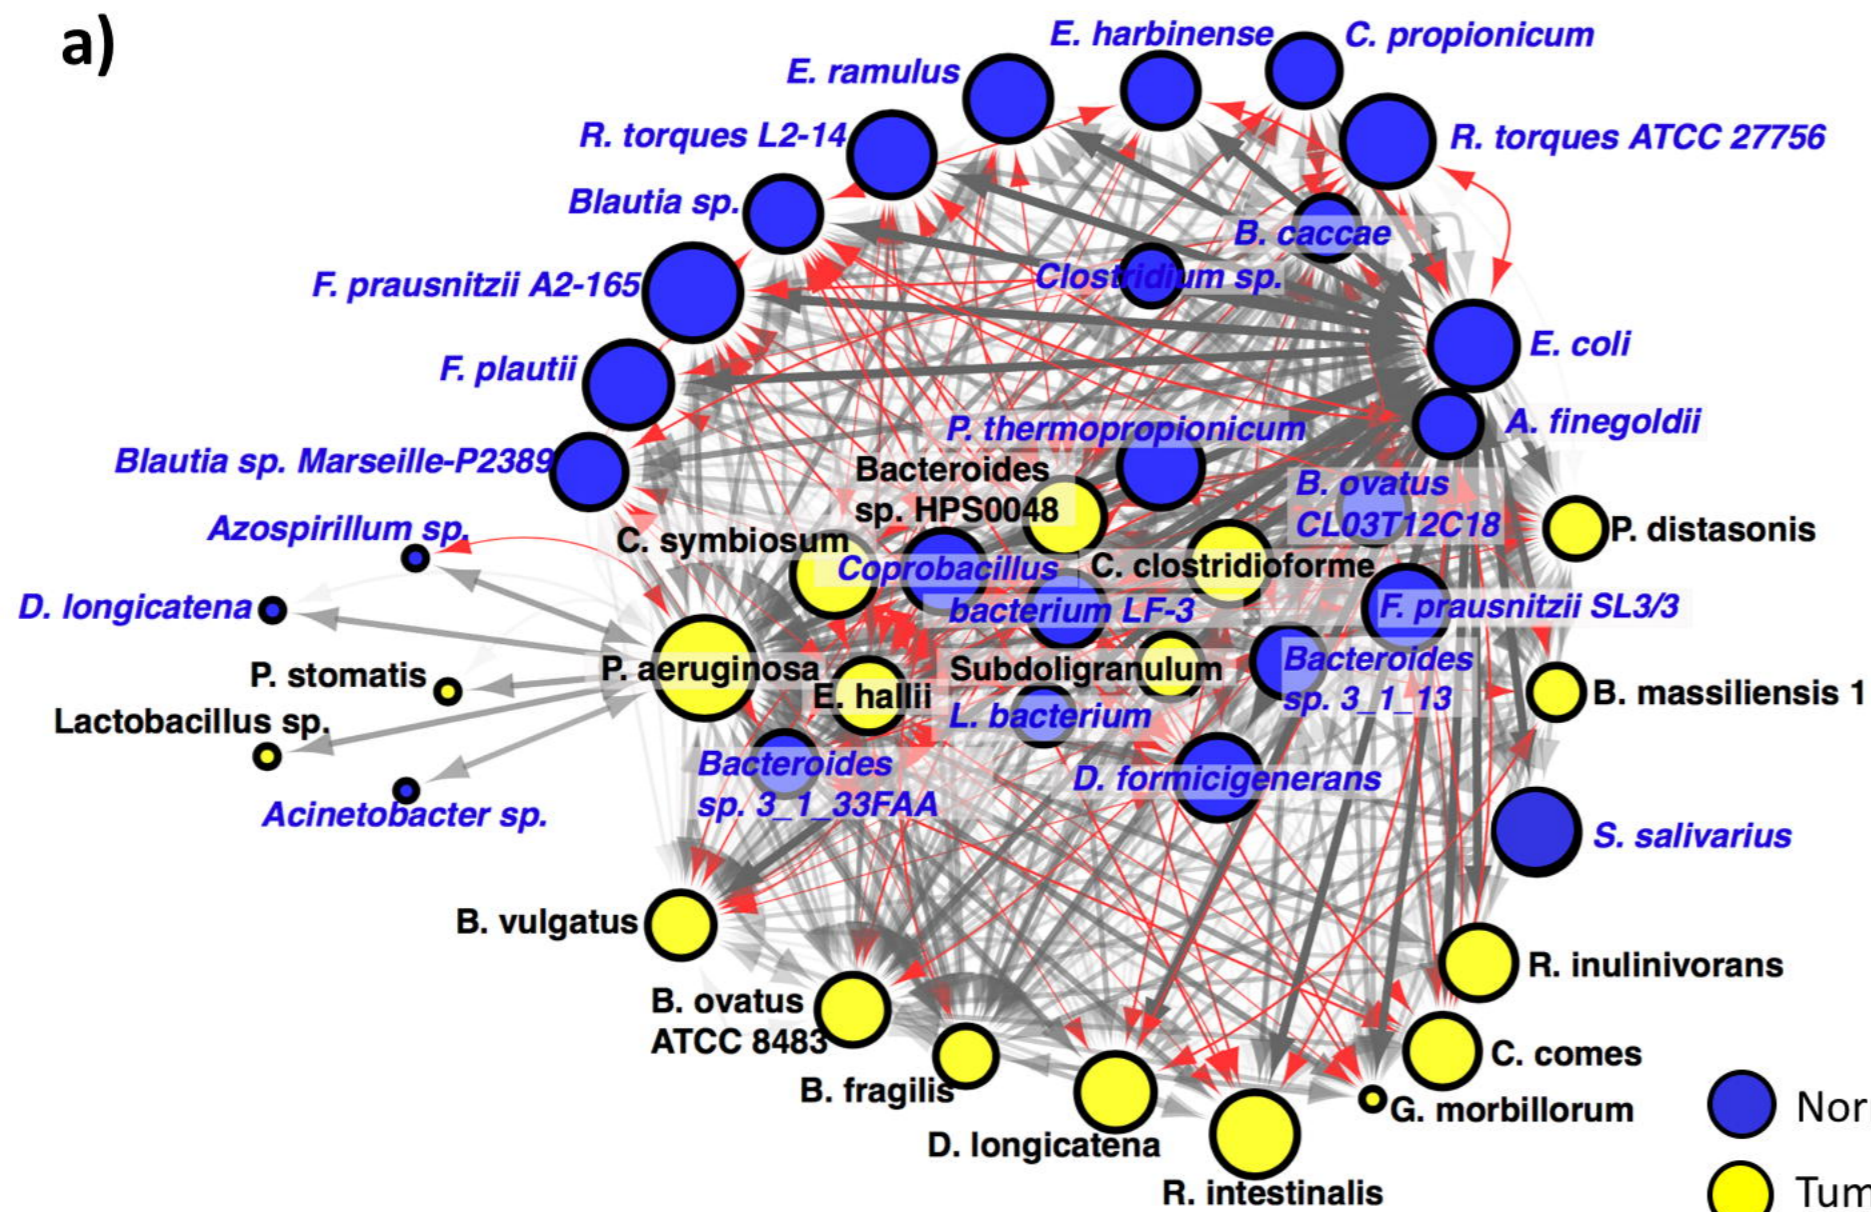 a)
E. harbinense
C. propionicum
E. ramulus
R. torques L2-14
R. torques ATCC 27756
Blautia sp.
B. caccae
Clostridium sp.
F. prausnitzii A2-165
E. coli
F. plautii
A. finegoldii
P. thermopropionicum
Blautia sp. Marseille-P2389
Bacteroides
sp. HPS0048
B. ovatus
CL03T12C18
Azospirillum sp.
C. symbiosum
P. distasonis
Coprobacillus
C. clostridioforme
D. longicatena
bacterium LF-3
F. prausnitzii SL3/3
P. stomatis
P. aeruginosa
E. hallii
Subdoligranulum
Bacteroides
sp. 3_1_13
B. massiliensis 1
Lactobacillus sp.
L. bacterium
Bacteroides
sp. 3_1_33FAA
D. formicigenerans
Acinetobacter sp.
S. salivarius
B. vulgatus
R. inulinivorans
B. ovatus
ATCC 8483
C. comes
B. fragilis
G. morbillorum
D. longicatena
R. intestinalis
Nor
Tum